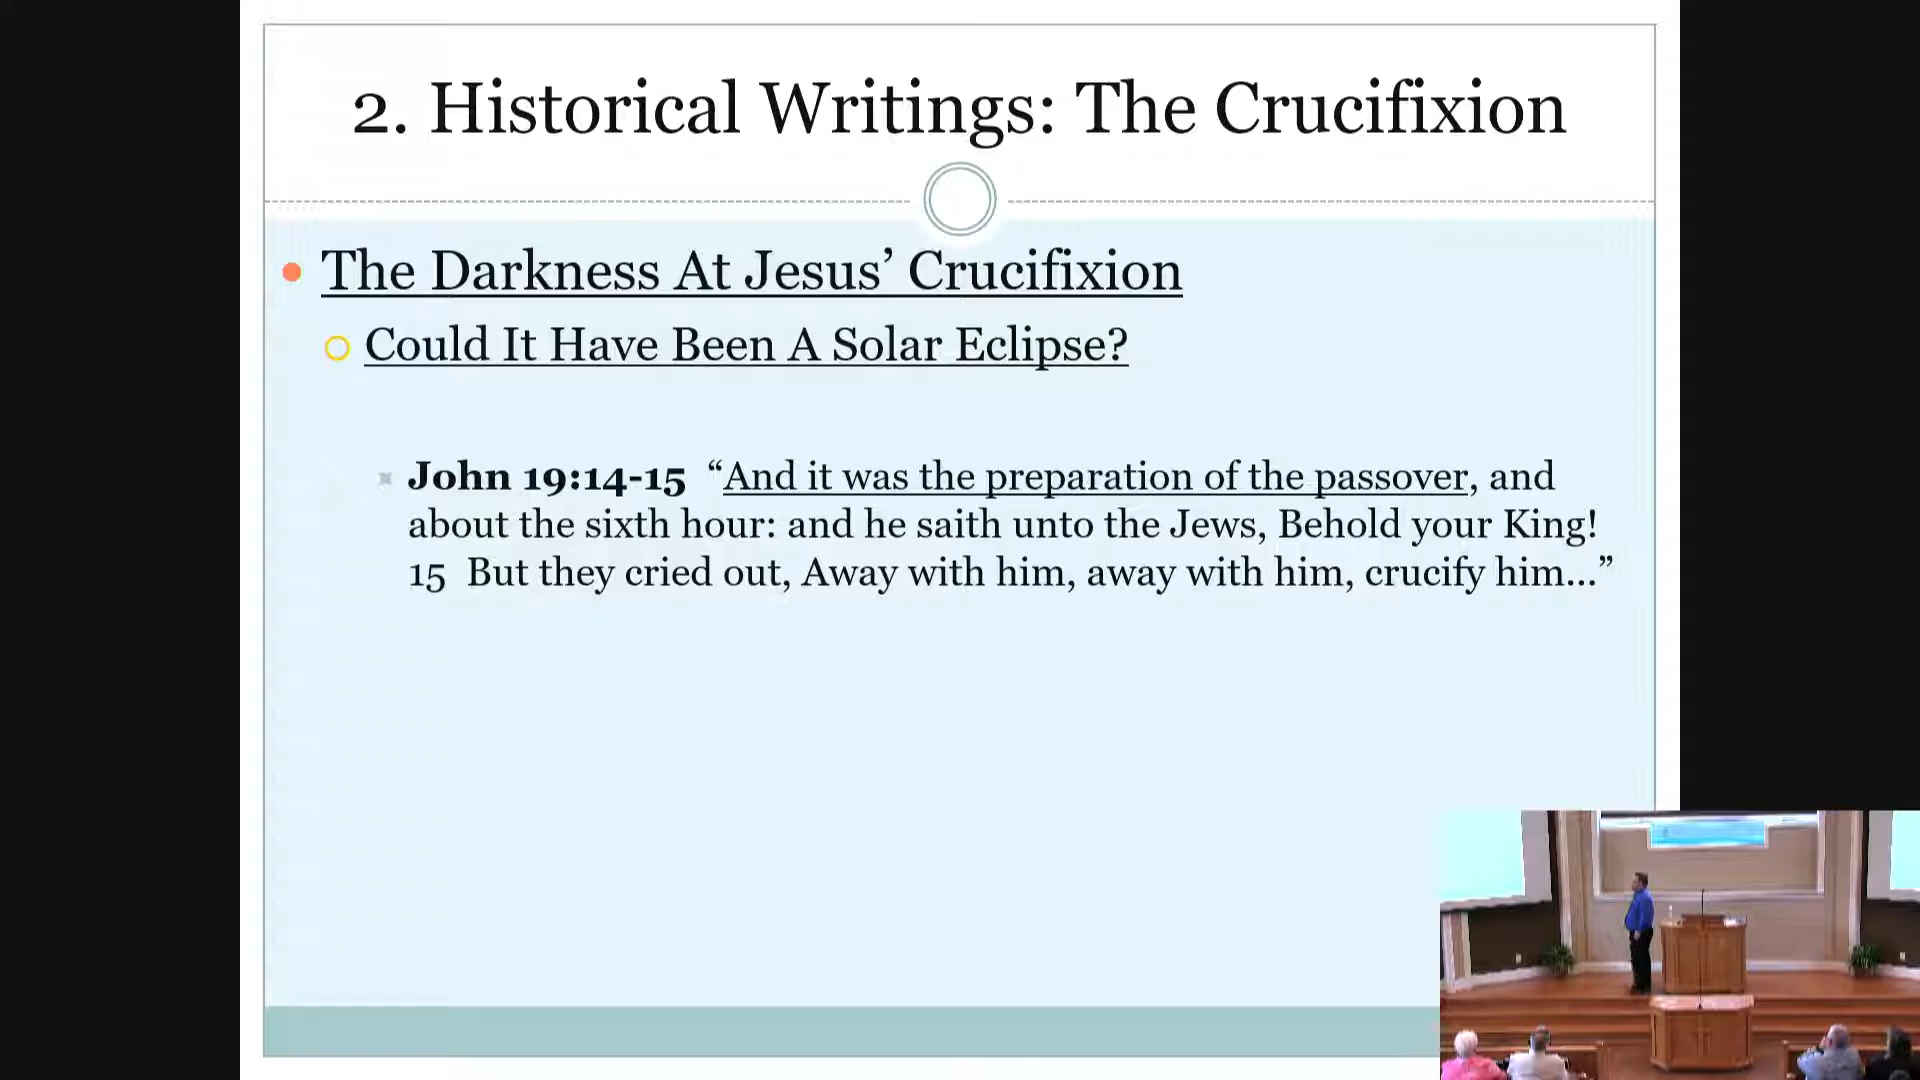 2. Historical Writings: The Crucifixion
The Darkness At Jesus’ Crucifixion
Could It Have Been A Solar Eclipse?
John 19:14-15 “And it was the preparation of the passover, and
about the sixth hour: and he saith unto the Jews, Behold your King!
15 But they cried out, Away with him, away with him, crucify him…”